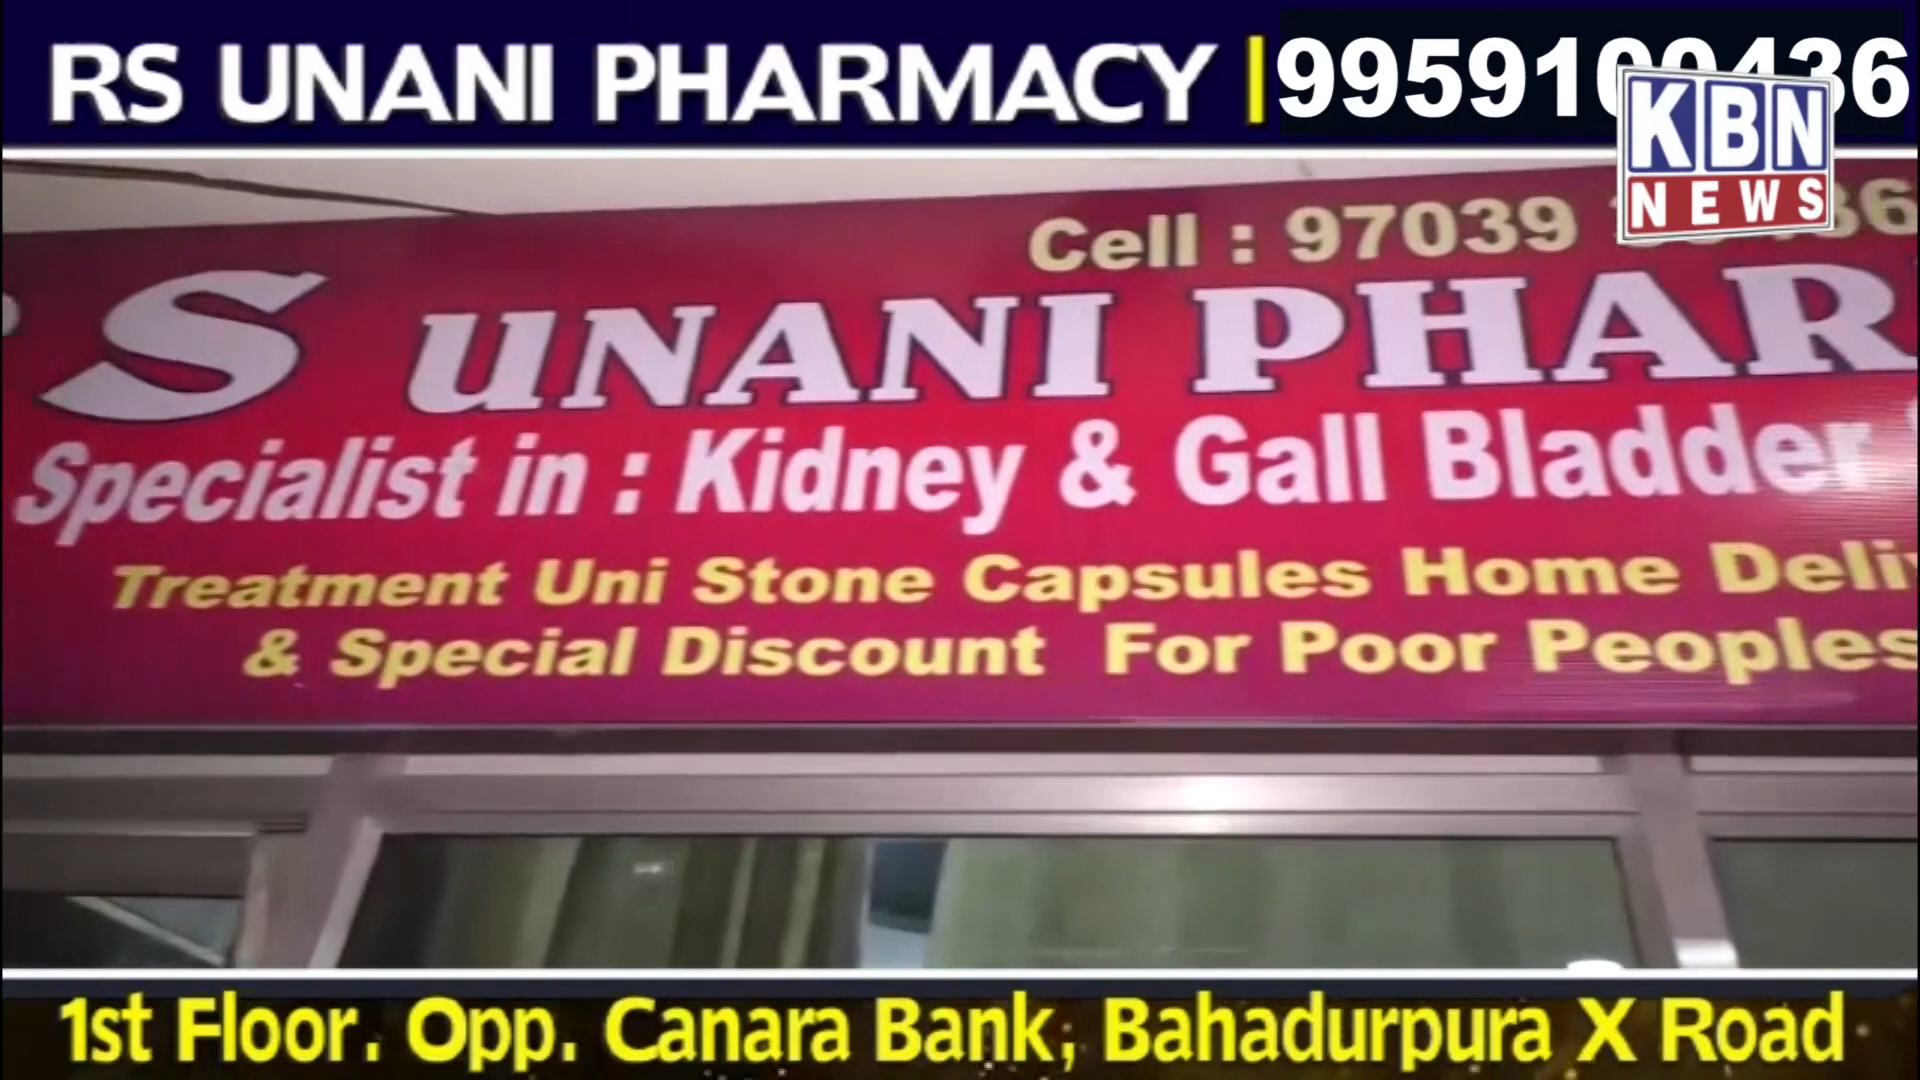 RS UNANI PHARMACY
KBN
NEWS
Cell : 97039
S UNANI PHAR
Specialist in : Kidney & Gall Bladder
Treatment Uni Stone Capsules Home
& Special Discount For Poor Peoples
1st Floor. Opp. Canara Bank, Bahadurpura X Road